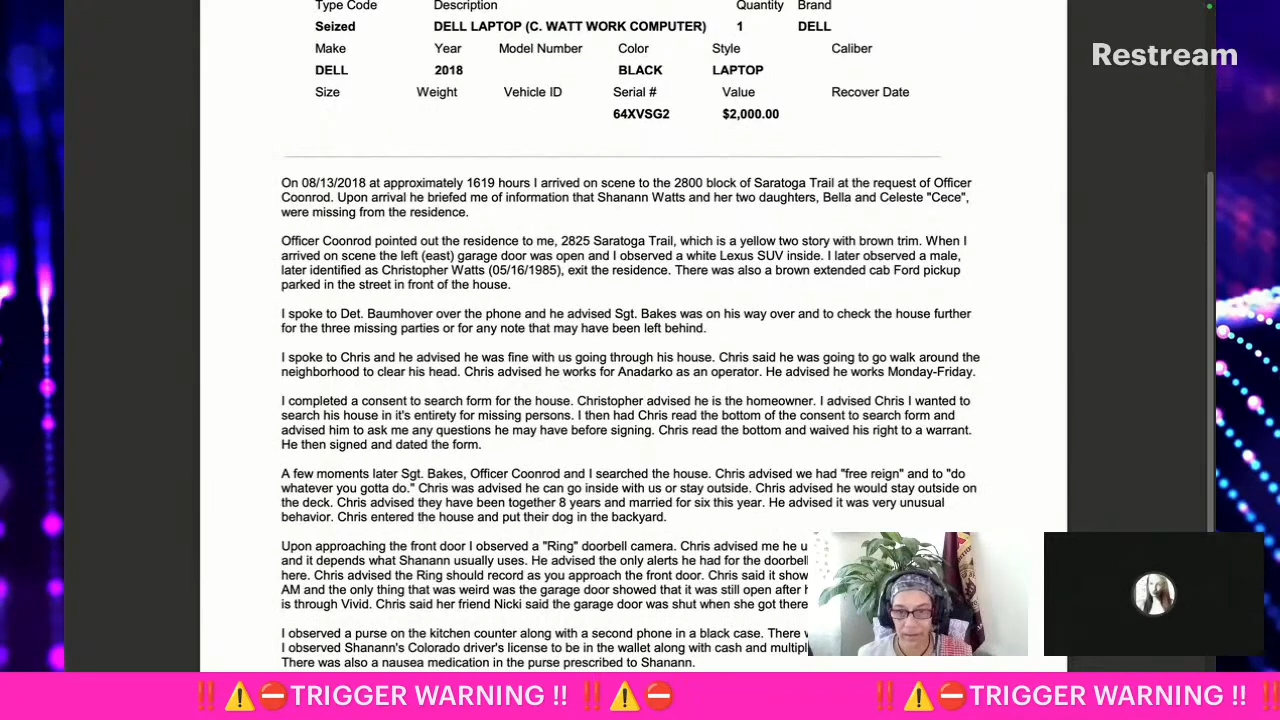 Type Code Description Quantity Brand
Seized DELL LAPTOP (C. WATT WORK COMPUTER) 1 DELL
Make Year Model Number Color Style Caliber
DELL 2018 BLACK LAPTOP
Size Weight Vehicle ID Serial # Value Recover Date
64XVSG2 $2,000.00
Restream
On 08/13/2018 at approximately 1619 hours I arrived on scene to the 2800 block of Saratoga Trail at the request of Officer
Coonrod. Upon arrival he briefed me of information that Shanann Watts and her two daughters, Bella and Celeste "Cece",
were missing from the residence.
Officer Coonrod pointed out the residence to me, 2825 Saratoga Trail, which is a yellow two story with brown trim. When I
arrived on scene the left (east) garage door was open and I observed a white Lexus SUV inside. I later observed a male,
later identified as Christopher Watts (05/16/1985), exit the residence. There was also a brown extended cab Ford pickup
parked in the street in front of the house.
I spoke to Det. Baumhover over the phone and he advised Sgt. Bakes was on his way over and to check the house further
for the three missing parties or for any note that may have been left behind.
I spoke to Chris and he advised he was fine with us going through his house. Chris said he was going to go walk around the
neighborhood to clear his head. Chris advised he works for Anadarko as an operator. He advised he works Monday-Friday.
I completed a consent to search form for the house. Christopher advised he is the homeowner. I advised Chris I wanted to
search his house in it's entirety for missing persons. I then had Chris read the bottom of the consent to search form and
advised him to ask me any questions he may have before signing. Chris read the bottom and waived his right to a warrant.
He then signed and dated the form.
A few moments later Sgt. Bakes, Officer Coonrod and I searched the house. Chris advised we had "free reign" and to "do
whatever you gotta do." Chris was advised he can go inside with us or stay outside. Chris advised he would stay outside on
the deck. Chris advised they have been together 8 years and married for six this year. He advised it was very unusual
behavior. Chris entered the house and put their dog in the backyard.
Upon approaching the front door I observed a "Ring" doorbell camera. Chris advised me he u
and it depends what Shanann usually uses. He advised the only alerts he had for the doorbell
here. Chris advised the Ring should record as you approach the front door. Chris said it show
AM and the only thing that was weird was the garage door showed that it was still open after
is through Vivid. Chris said her friend Nicki said the garage door was shut when she got there
I observed a purse on the kitchen counter along with a second phone in a black case. There
I observed Shanann's Colorado driver's license to be in the wallet along with cash and multipl
There was also a nausea medication in the purse prescribed to Shanann.
‼️⚠️⛔TRIGGER WARNING !! ‼️⚠️⛔ ‼️⚠️⛔TRIGGER WARNING !! ‼️